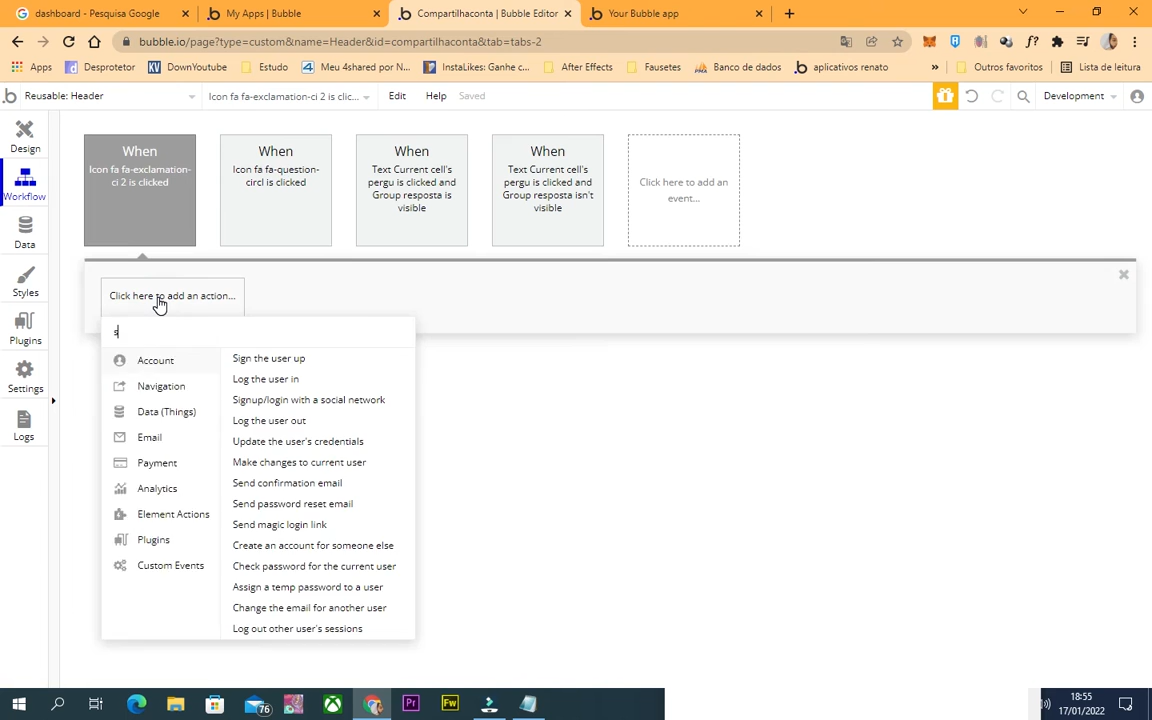 dashboard - Pesquisa Google
My Apps | Bubble
Compartilhaconta | Bubble Editor
Your Bubble app
bubble.io/page?type=custom&name=Header&id=compartilhaconta&tab=tabs-2
Apps
Desprotetor
DownYoutube
Estudo
Meu 4shared por N...
InstaLikes: Ganhe c...
After Effects
Fausetes
Banco de dados
aplicativos renato
»
Outros favoritos
Lista de leitura
Reusable: Header
Icon fa fa-exclamation-ci 2 is clic...
Edit
Help
Saved
Development
Design
Workflow
Data
Styles
Plugins
Settings
Logs
When
Icon fa fa-exclamation-
ci 2 is clicked
When
Icon fa fa-question-
circl is clicked
When
Text Current cell's
pergu is clicked and
Group resposta is
visible
When
Text Current cell's
pergu is clicked and
Group resposta isn't
visible
Click here to add an
event...
Click here to add an action...
s
Account
Navigation
Data (Things)
Email
Payment
Analytics
Element Actions
Plugins
Custom Events
Sign the user up
Log the user in
Signup/login with a social network
Log the user out
Update the user's credentials
Make changes to current user
Send confirmation email
Send password reset email
Send magic login link
Create an account for someone else
Check password for the current user
Assign a temp password to a user
Change the email for another user
Log out other user's sessions
76
Pr
Fw
18:55
17/01/2022